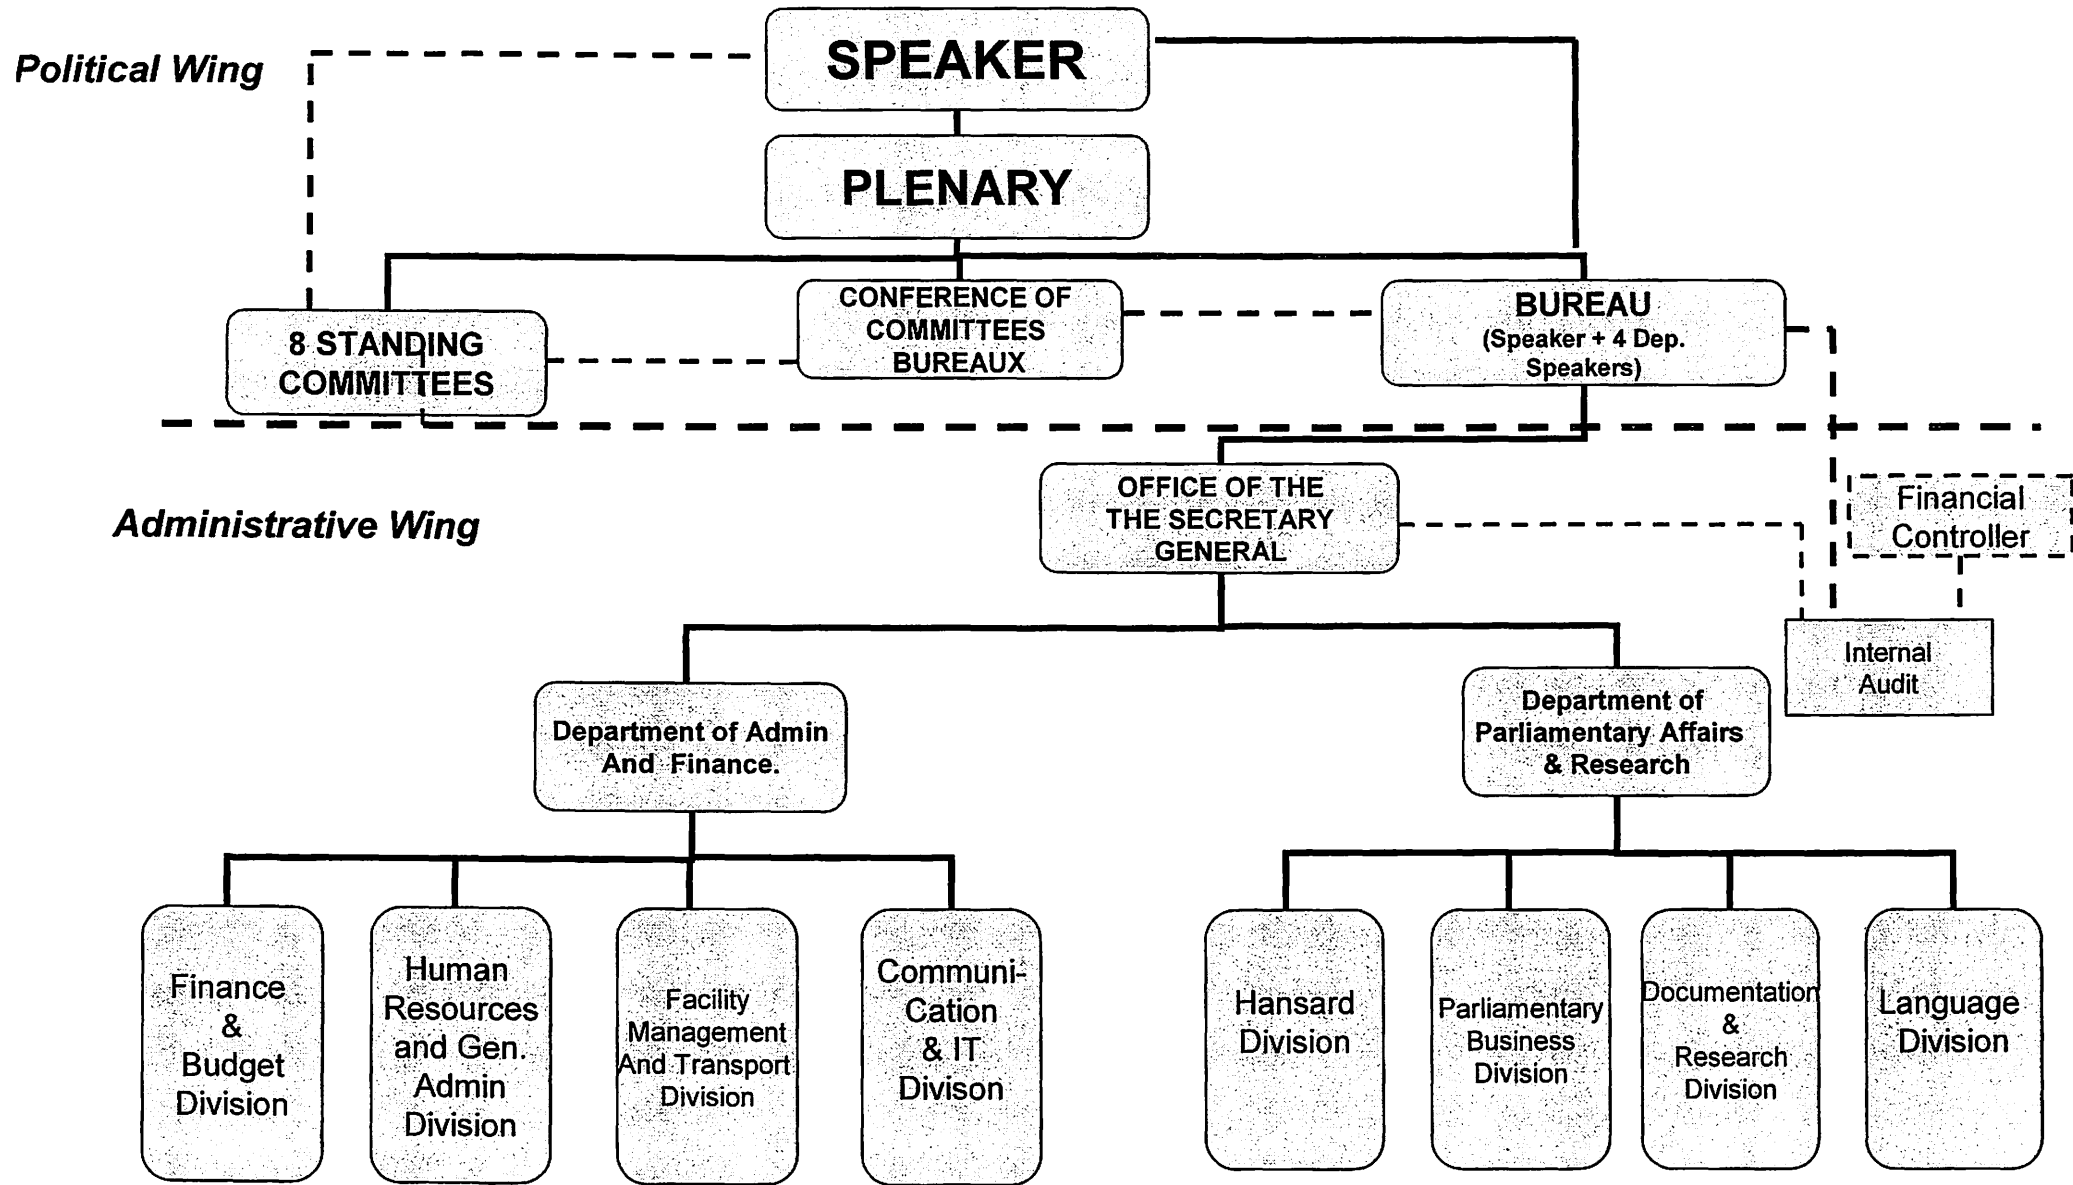 Political Wing
SPEAKER
PLENARY
8 STANDING
COMMITTEES
CONFERENCE OF
COMMITTEES
BUREAUX
BUREAU
(Speaker + 4 Dep.
Speakers)
Administrative Wing
OFFICE OF THE
THE SECRETARY
GENERAL
Financial
Controller
Internal
Audit
Department of Admin
And Finance.
Department of
Parliamentary Affairs
& Research
Finance
&
Budget
Division
Human
Resources
and Gen.
Admin
Division
Facility
Management
And Transport
Division
Communi-
Cation
& IT
Divison
Hansard
Division
Parliamentary
Business
Division
Documentation
&
Research
Division
Language
Division